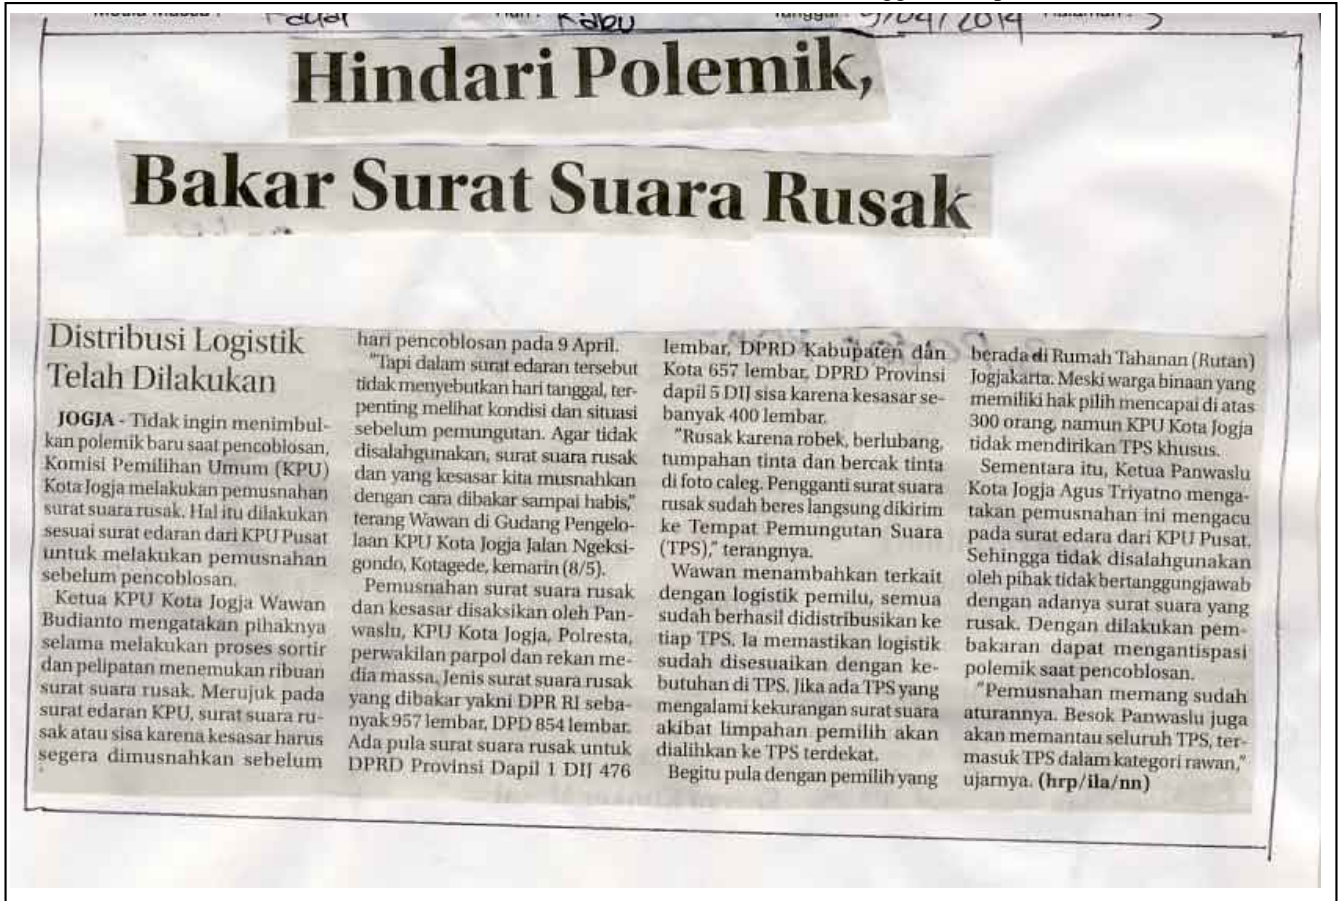 Hari : Rabu
9/04/2014
Hindari Polemik,
Bakar Surat Suara Rusak
Distribusi Logistik
Telah Dilakukan
JOGJA - Tidak ingin menimbul-
kan polemik baru saat pencoblosan,
Komisi Pemilihan Umum (KPU)
Kota Jogja melakukan pemusnahan
surat suara rusak. Hal itu dilakukan
sesuai surat edaran dari KPU Pusat
untuk melakukan pemusnahan
sebelum pencoblosan.
Ketua KPU Kota Jogja Wawan
Budianto mengatakan pihaknya
selama melakukan proses sortir
dan pelipatan menemukan ribuan
surat suara rusak. Merujuk pada
surat edaran KPU, surat suara ru-
sak atau sisa karena kesasar harus
segera dimusnahkan sebelum
hari pencoblosan pada 9 April.
"Tapi dalam surat edaran tersebut
tidak menyebutkan hari tanggal, ter-
penting melihat kondisi dan situasi
sebelum pemungutan. Agar tidak
disalahgunakan, surat suara rusak
dan yang kesasar kita musnahkan
dengan cara dibakar sampai habis,"
terang Wawan di Gudang Pengelo-
laan KPU Kota Jogja Jalan Ngeksi-
gondo, Kotagede, kemarin (8/5).
Pemusnahan surat suara rusak
dan kesasar disaksikan oleh Pan-
waslu, KPU Kota Jogja, Polresta,
perwakilan parpol dan rekan me-
dia massa. Jenis surat suara rusak
yang dibakar yakni DPR RI seba-
nyak 957 lembar, DPD 854 lembar.
Ada pula surat suara rusak untuk
DPRD Provinsi Dapil 1 DIJ 476
lembar, DPRD Kabupaten dan
Kota 657 lembar, DPRD Provinsi
dapil 5 DIJ sisa karena kesasar se-
banyak 400 lembar.
"Rusak karena robek, berlubang,
tumpahan tinta dan bercak tinta
di foto caleg. Pengganti surat suara
rusak sudah beres langsung dikirim
ke Tempat Pemungutan Suara
(TPS)," terangnya.
Wawan menambahkan terkait
dengan logistik pemilu, semua
sudah berhasil didistribusikan ke
tiap TPS. Ia memastikan logistik
sudah disesuaikan dengan ke-
butuhan di TPS. Jika ada TPS yang
mengalami kekurangan surat suara
akibat limpahan pemilih akan
dialihkan ke TPS terdekat.
Begitu pula dengan pemilih yang
berada di Rumah Tahanan (Rutan)
Jogjakarta. Meski warga binaan yang
memiliki hak pilih mencapai di atas
300 orang, namun KPU Kota Jogja
tidak mendirikan TPS khusus.
Sementara itu, Ketua Panwaslu
Kota Jogja Agus Triyatno menga-
takan pemusnahan ini mengacu
pada surat edara dari KPU Pusat.
Sehingga tidak disalahgunakan
oleh pihak tidak bertanggungjawab
dengan adanya surat suara yang
rusak. Dengan dilakukan pem-
bakaran dapat mengantispasi
polemik saat pencoblosan.
"Pemusnahan memang sudah
aturannya. Besok Panwaslu juga
akan memantau seluruh TPS, ter-
masuk TPS dalam kategori rawan,"
ujarnya. (hrp/ila/nn)